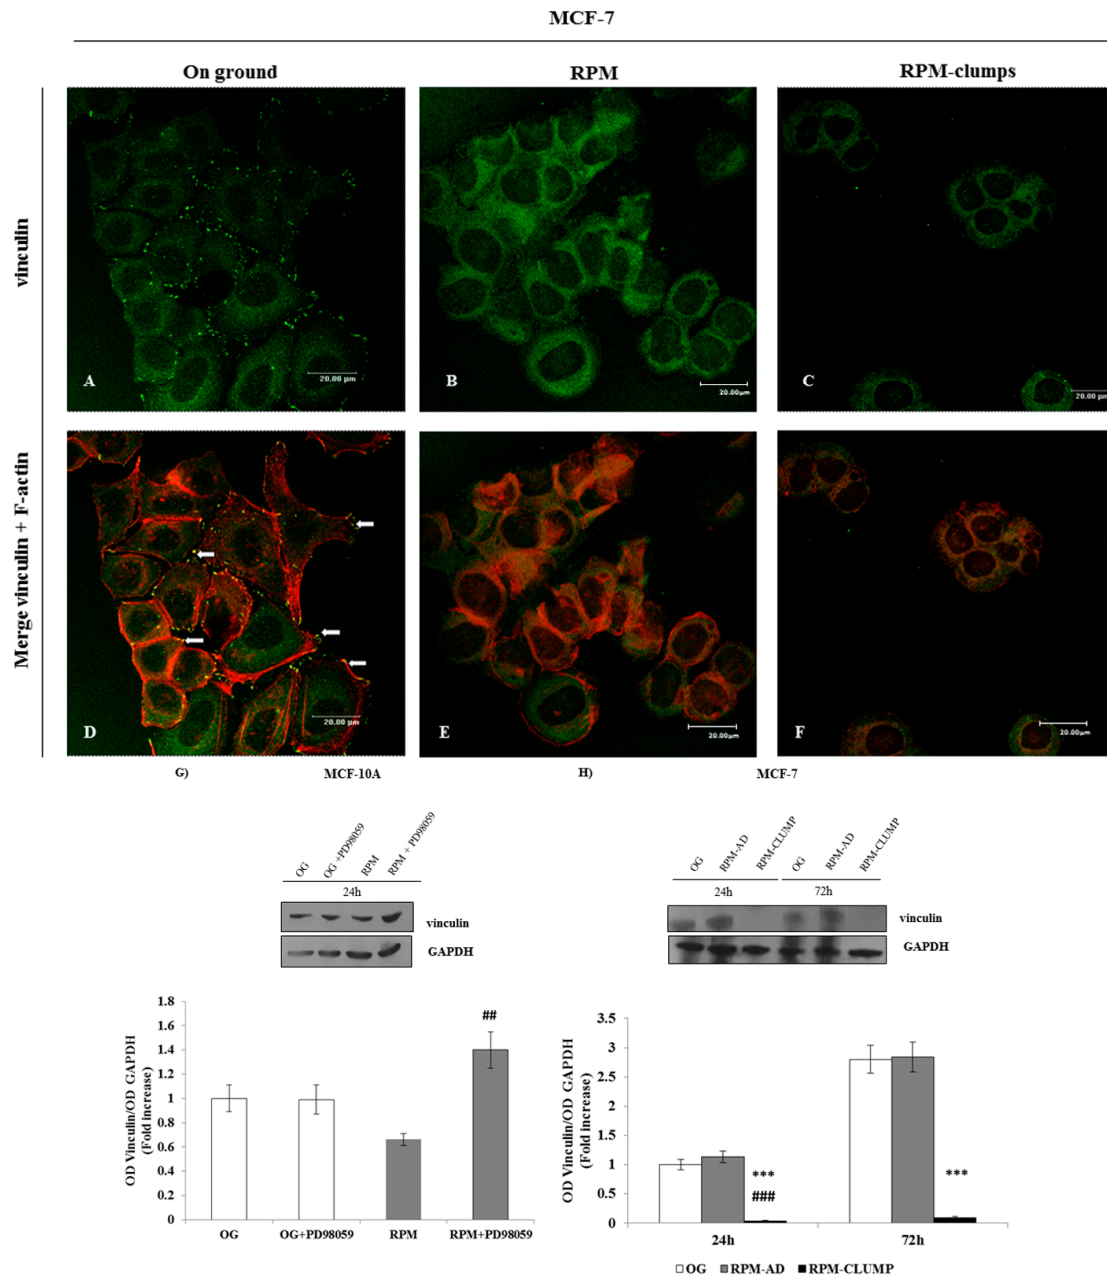 MCF-7
On ground
RPM
RPM-clumps
vinculin
A
20.00 µm
B
20.00µm
C
20.00 µm
Merge vinculin + F-actin
D
20.00 µm
E
20.00µm
F
20.00µm
G)
MCF-10A
H)
MCF-7
OG
OG +PD98059
RPM
RPM + PD98059
24h
vinculin
GAPDH
OG
RPM-AD
RPM-CLUMP
OG
RPM-AD
RPM-CLUMP
24h
72h
vinculin
GAPDH
OD Vinculin/OD GAPDH
(Fold increase)
1.8
1.6
1.4
1.2
1
0.8
0.6
0.4
0.2
0
##
OG
OG+PD98059
RPM
RPM+PD98059
OD Vinculin/OD GAPDH
(Fold increase)
3.5
3
2.5
2
1.5
1
0.5
0
***
###
***
24h
72h
OG
RPM-AD
RPM-CLUMP